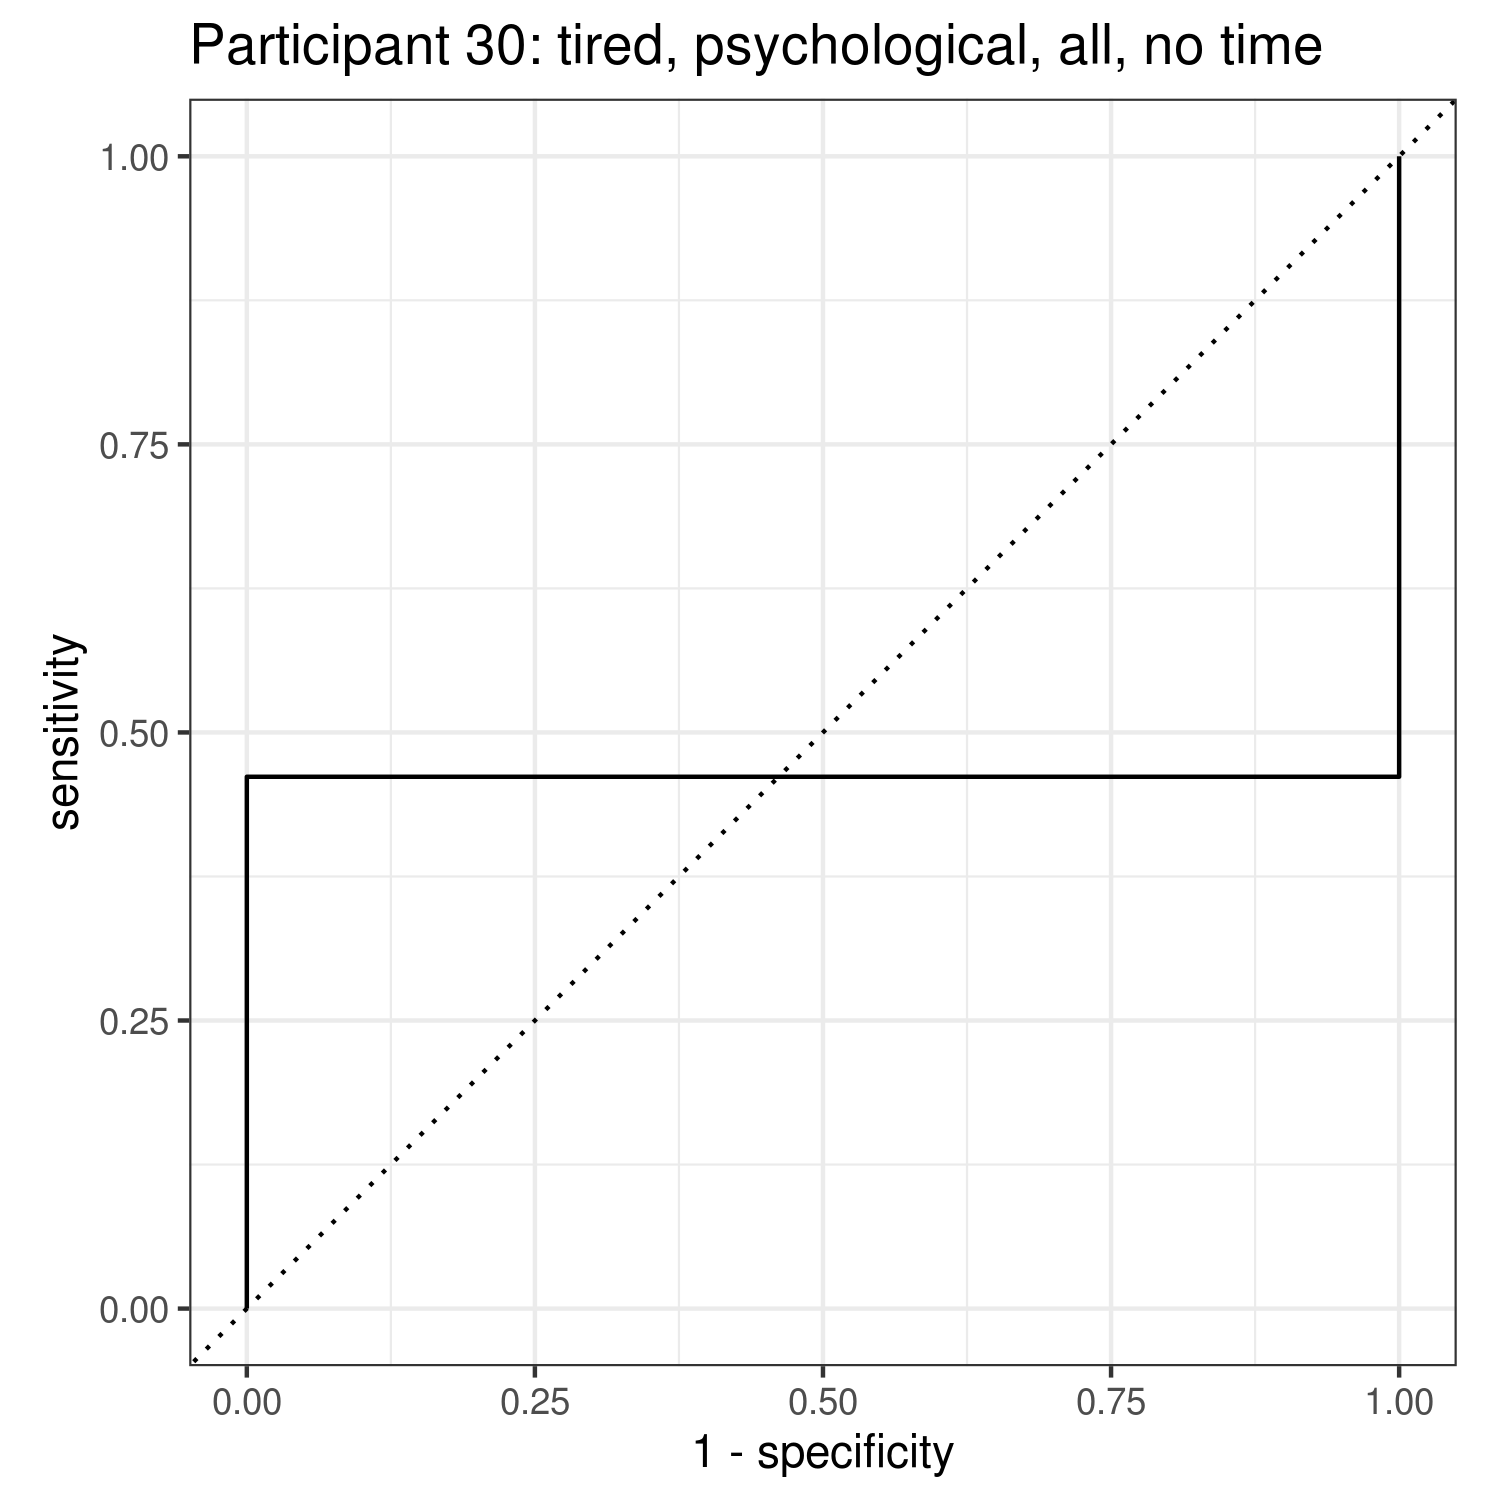 Participant 30: tired, psychological, all, no time
1.00
0.75
0.50
0.25
0.00
sensitivity
0.00 0.25 0.50 0.75 1.00
1 - specificity